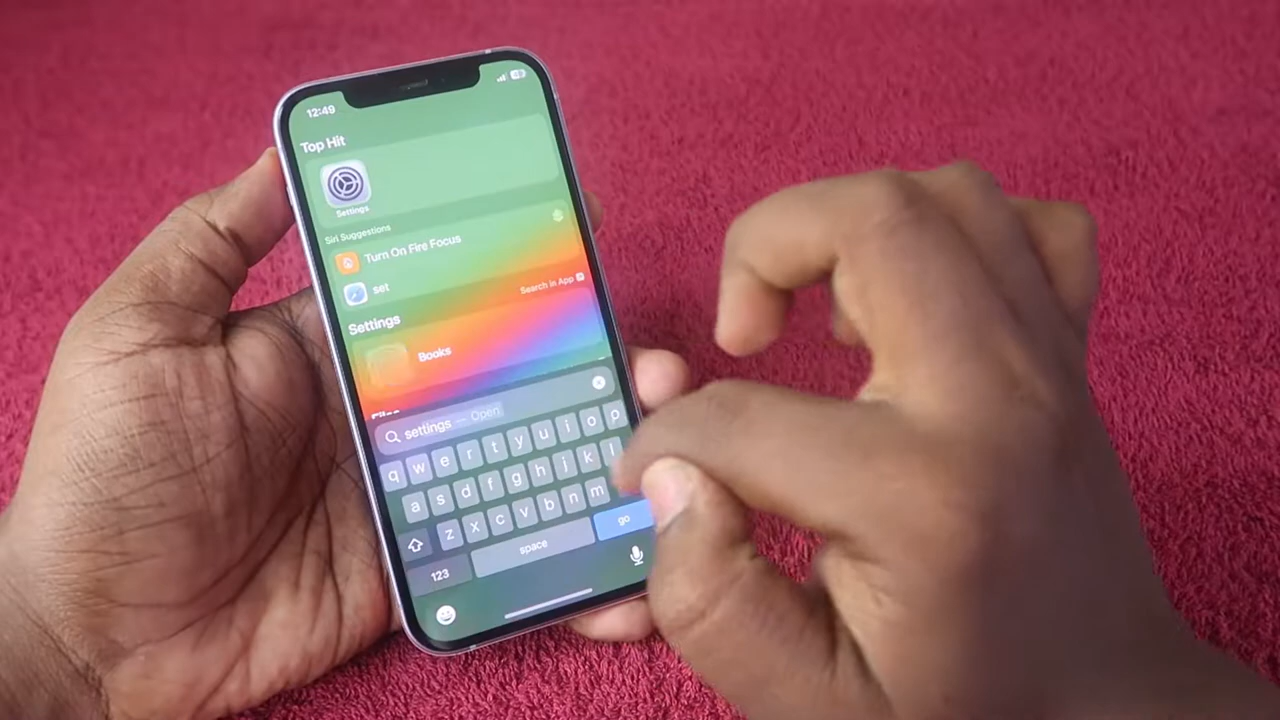 12:49
Top Hit
Settings
Siri Suggestions
Turn On Fire Focus
set
Settings
Search in App
Books
Files
settings — Open
q w e r t y u i o p
a s d f g h j k l
z x c v b n m
123 space go